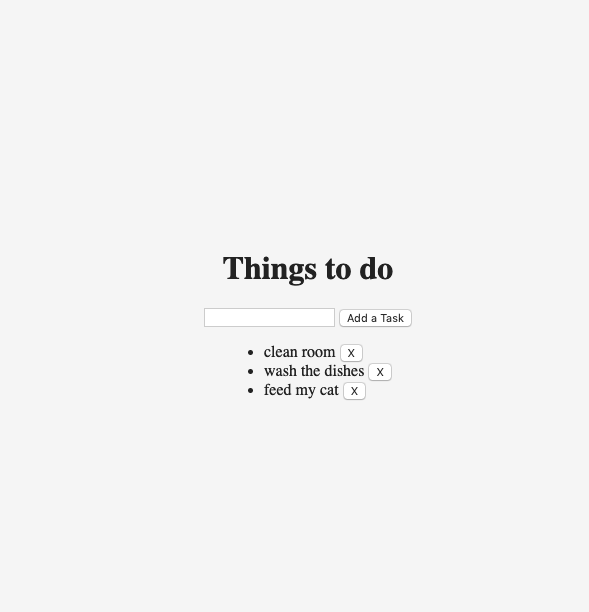 Things to do
Add a Task
clean room X
wash the dishes X
feed my cat X